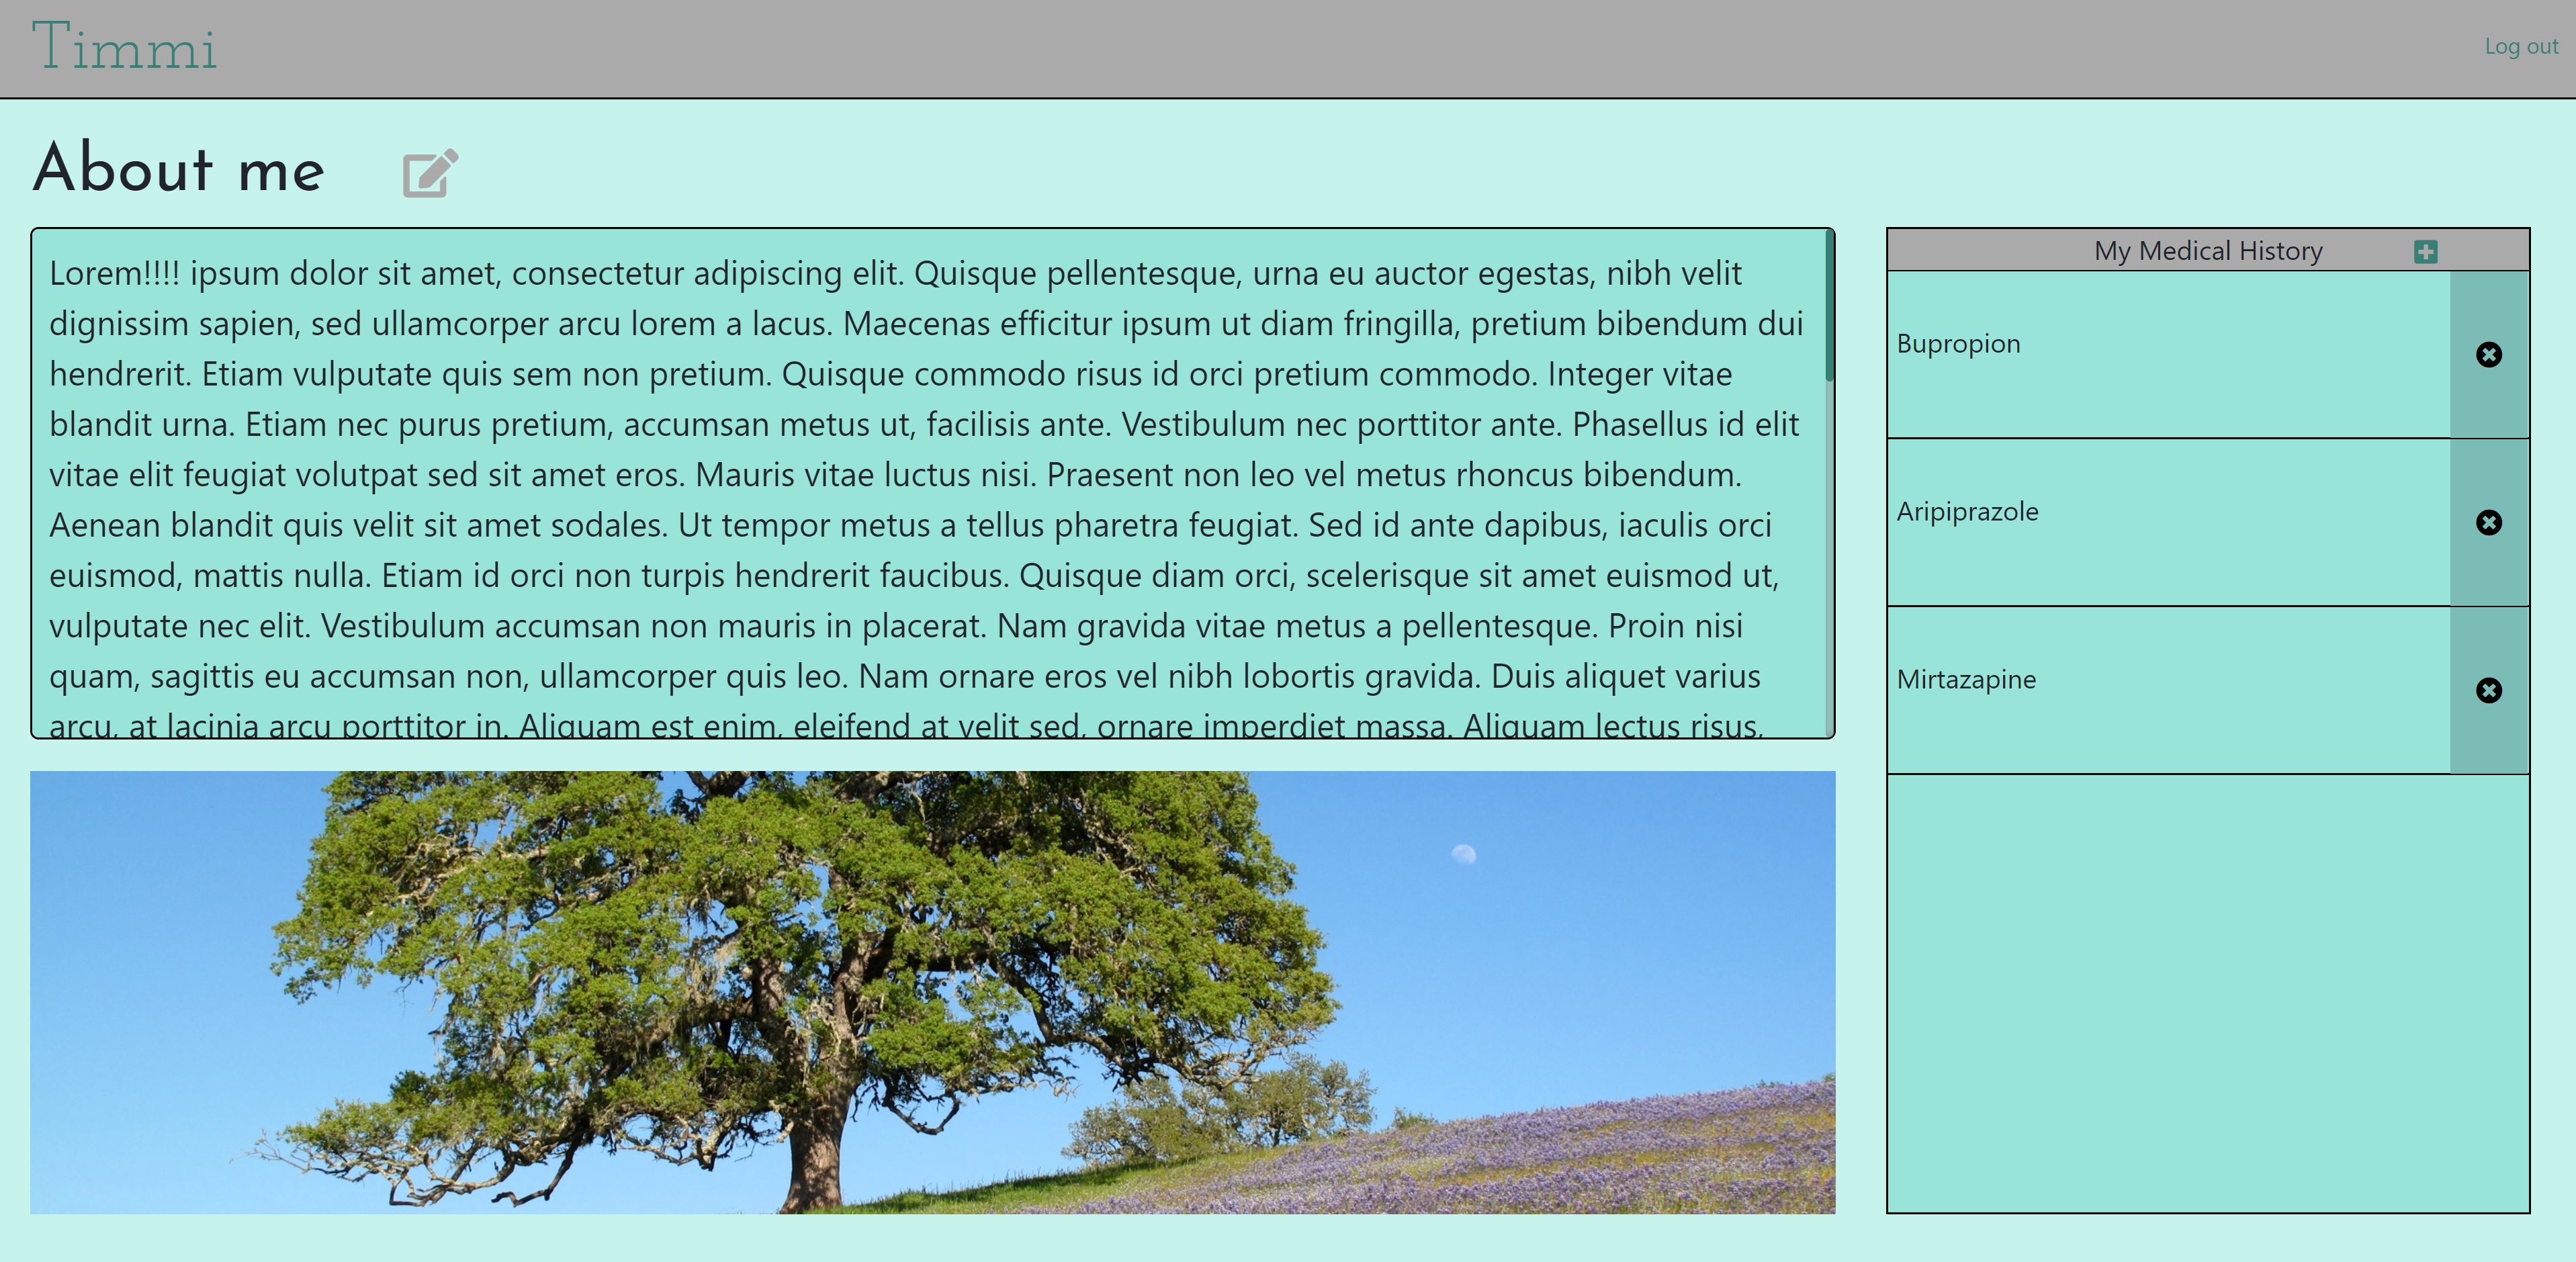 Timmi
Log out
About me
Lorem!!!! ipsum dolor sit amet, consectetur adipiscing elit. Quisque pellentesque, urna eu auctor egestas, nibh velit
dignissim sapien, sed ullamcorper arcu lorem a lacus. Maecenas efficitur ipsum ut diam fringilla, pretium bibendum dui
hendrerit. Etiam vulputate quis sem non pretium. Quisque commodo risus id orci pretium commodo. Integer vitae
blandit urna. Etiam nec purus pretium, accumsan metus ut, facilisis ante. Vestibulum nec porttitor ante. Phasellus id elit
vitae elit feugiat volutpat sed sit amet eros. Mauris vitae luctus nisi. Praesent non leo vel metus rhoncus bibendum.
Aenean blandit quis velit sit amet sodales. Ut tempor metus a tellus pharetra feugiat. Sed id ante dapibus, iaculis orci
euismod, mattis nulla. Etiam id orci non turpis hendrerit faucibus. Quisque diam orci, scelerisque sit amet euismod ut,
vulputate nec elit. Vestibulum accumsan non mauris in placerat. Nam gravida vitae metus a pellentesque. Proin nisi
quam, sagittis eu accumsan non, ullamcorper quis leo. Nam ornare eros vel nibh lobortis gravida. Duis aliquet varius
arcu, at lacinia arcu porttitor in. Aliquam est enim, eleifend at velit sed, ornare imperdiet massa. Aliquam lectus risus,
My Medical History
Bupropion
Aripiprazole
Mirtazapine